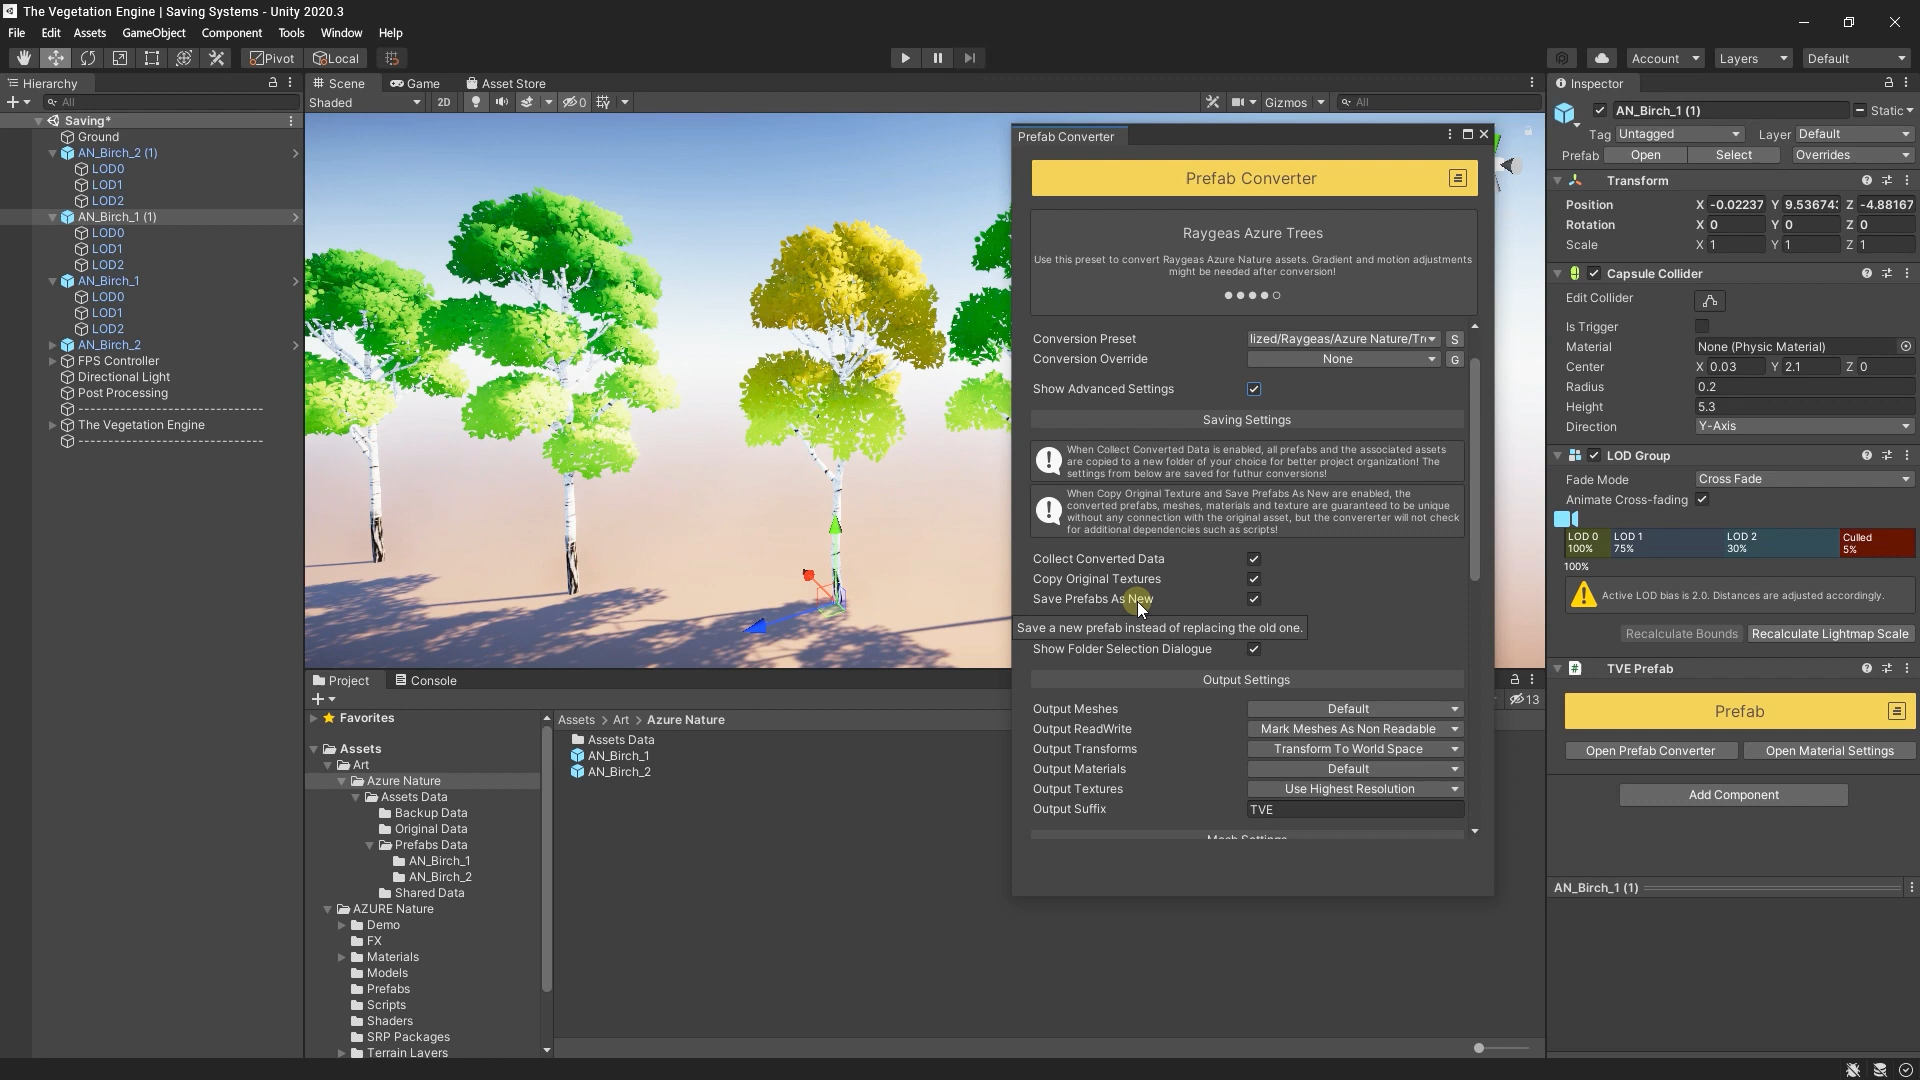 The Vegetation Engine | Saving Systems - Unity 2020.3
File Edit Assets GameObject Component Tools Window Help
Pivot Local Account Layers Default
Hierarchy
All
Saving*
Ground
AN_Birch_2 (1)
LOD0
LOD1
LOD2
AN_Birch_1 (1)
LOD0
LOD1
LOD2
AN_Birch_1
LOD0
LOD1
LOD2
AN_Birch_2
FPS Controller
Directional Light
Post Processing
-----------------------------
The Vegetation Engine
-----------------------------
Scene Game Asset Store
Shaded 2D 0 Gizmos All
Prefab Converter
Prefab Converter
Raygeas Azure Trees
Use this preset to convert Raygeas Azure Nature assets. Gradient and motion adjustments
might be needed after conversion!
Conversion Preset lized/Raygeas/Azure Nature/Tre S
Conversion Override None G
Show Advanced Settings
Saving Settings
When Collect Converted Data is enabled, all prefabs and the associated assets
are copied to a new folder of your choice for better project organization! The
settings from below are saved for futhur conversions!
When Copy Original Texture and Save Prefabs As New are enabled, the
converted prefabs, meshes, materials and texture are guaranteed to be unique
without any connection with the original asset, but the convererter will not check
for additional dependencies such as scripts!
Collect Converted Data
Copy Original Textures
Save Prefabs As New
Save a new prefab instead of replacing the old one.
Show Folder Selection Dialogue
Output Settings
Output Meshes Default
Output ReadWrite Mark Meshes As Non Readable
Output Transforms Transform To World Space
Output Materials Default
Output Textures Use Highest Resolution
Output Suffix TVE
Mesh Settings
Project Console
13
Favorites
Assets
Art
Azure Nature
Assets Data
Backup Data
Original Data
Prefabs Data
AN_Birch_1
AN_Birch_2
Shared Data
AZURE Nature
Demo
FX
Materials
Models
Prefabs
Scripts
Shaders
SRP Packages
Terrain Layers
Assets > Art > Azure Nature
Assets Data
AN_Birch_1
AN_Birch_2
Inspector
AN_Birch_1 (1) Static
Tag Untagged Layer Default
Prefab Open Select Overrides
Transform
Position X -0.02237 Y 9.53674: Z -4.88167
Rotation X 0 Y 0 Z 0
Scale X 1 Y 1 Z 1
Capsule Collider
Edit Collider
Is Trigger
Material None (Physic Material)
Center X 0.03 Y 2.1 Z 0
Radius 0.2
Height 5.3
Direction Y-Axis
LOD Group
Fade Mode Cross Fade
Animate Cross-fading
LOD 0 LOD 1 LOD 2 Culled
100% 75% 30% 5%
100%
Active LOD bias is 2.0. Distances are adjusted accordingly.
Recalculate Bounds Recalculate Lightmap Scale
TVE Prefab
Prefab
Open Prefab Converter Open Material Settings
Add Component
AN_Birch_1 (1)